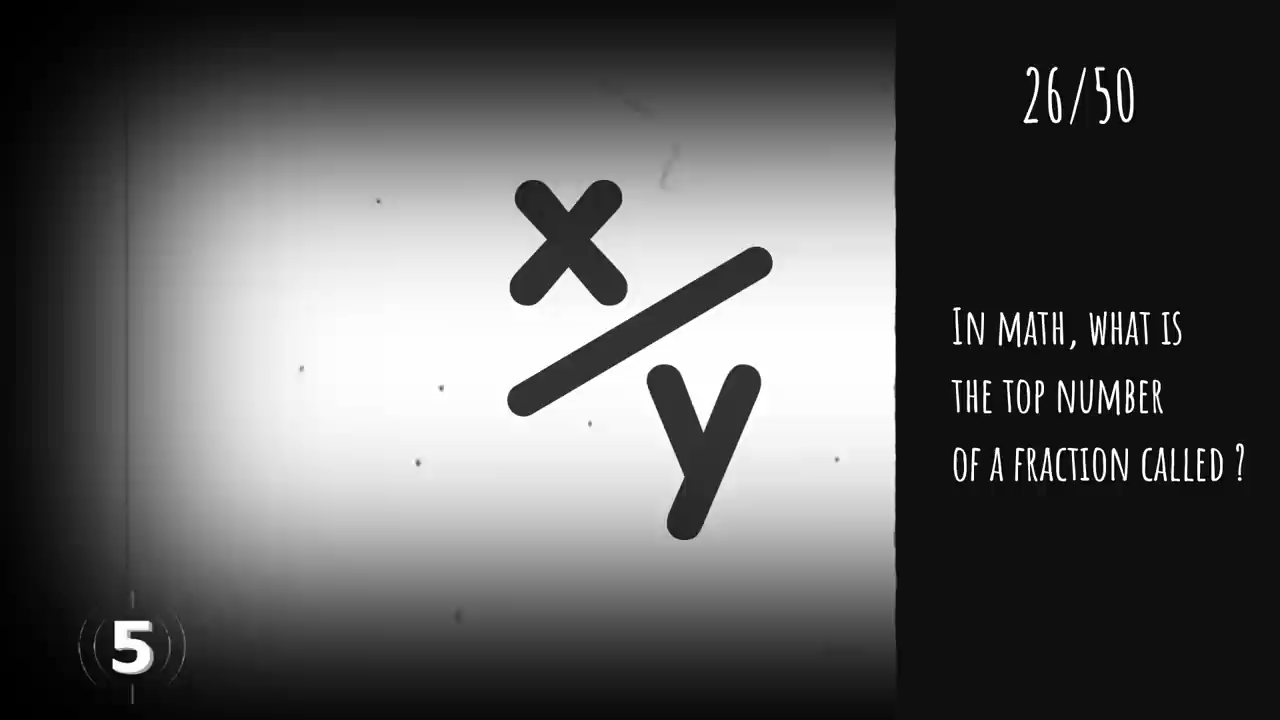 26/50
x/y
In math, what is
the top number
of a fraction called ?
5